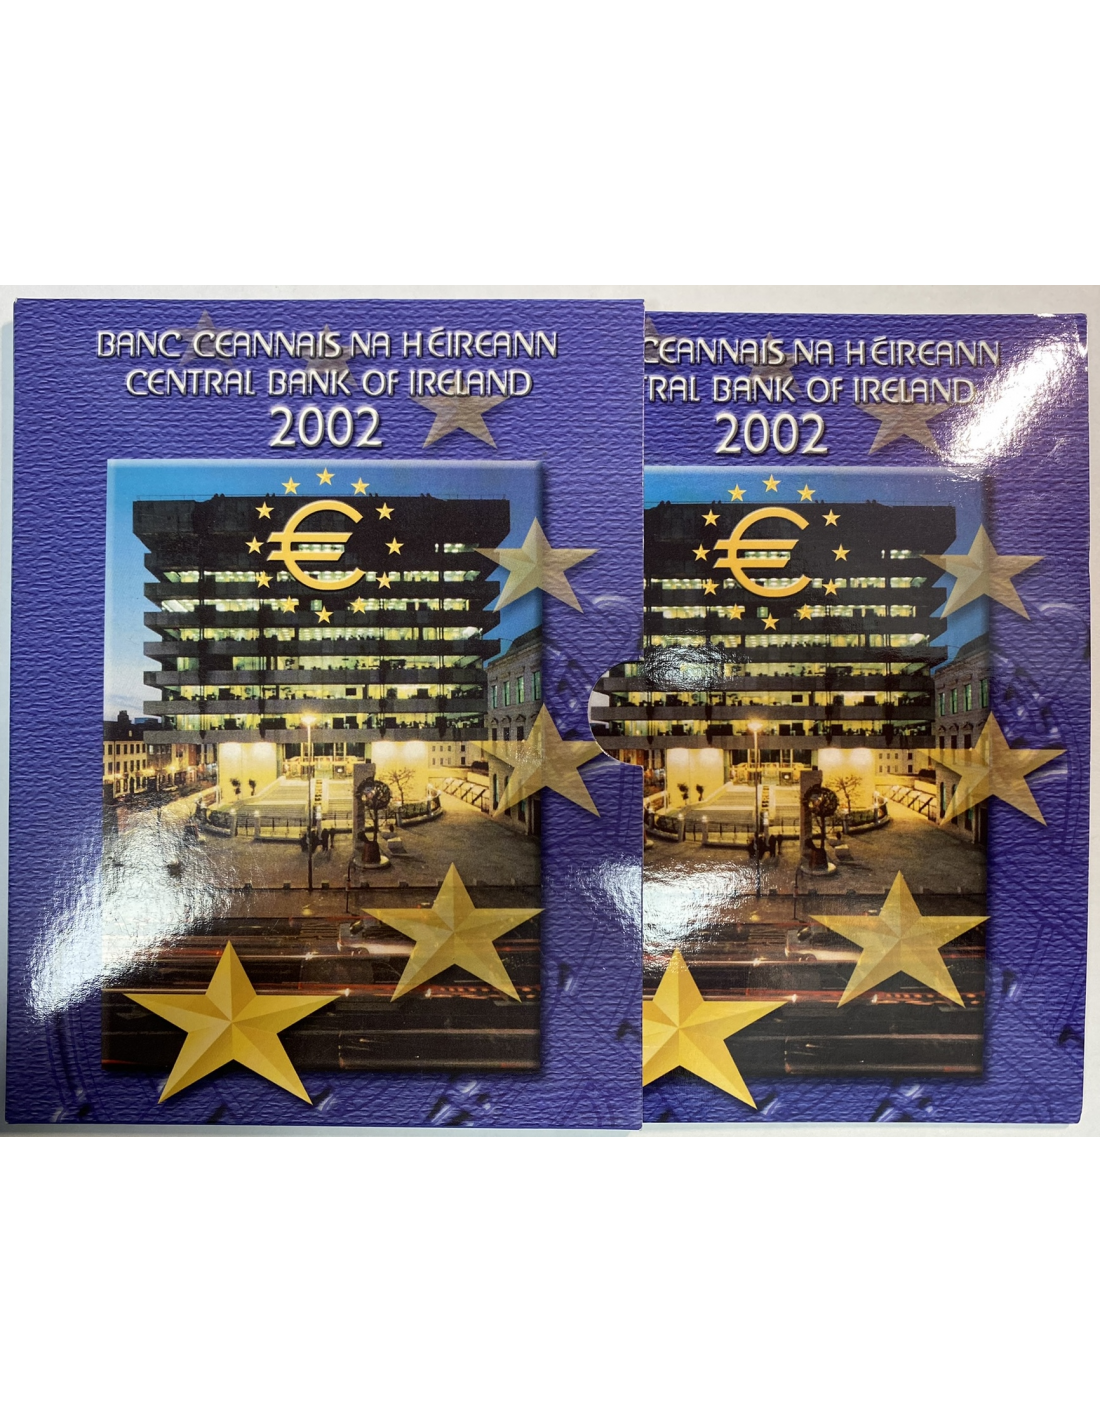 BANC CEANNAIS NA H ÉIREANN
CENTRAL BANK OF IRELAND
2002
€
CEANNAIS NA H ÉIREANN
TRAL BANK OF IRELAND
2002
€